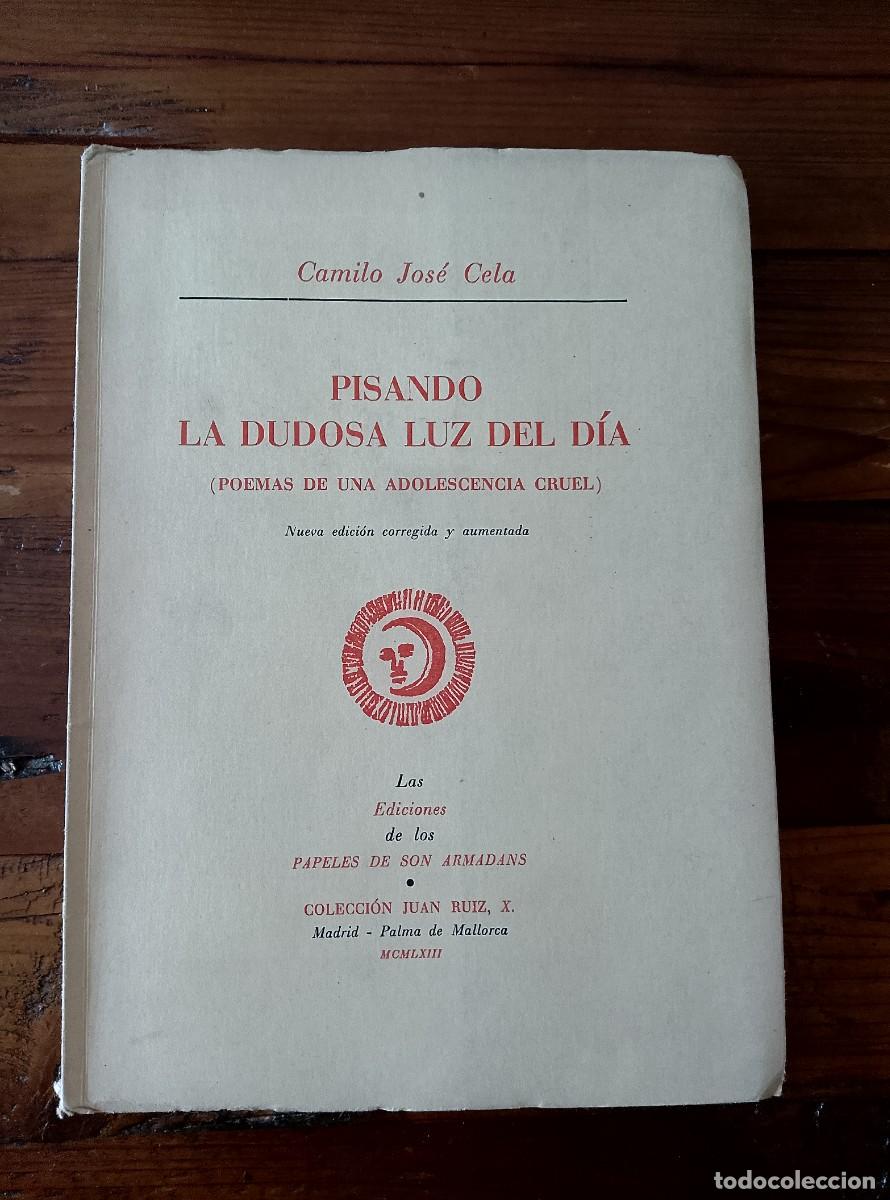 Camilo José Cela
PISANDO
LA DUDOSA LUZ DEL DÍA
(POEMAS DE UNA ADOLESCENCIA CRUEL)
Nueva edición corregida y aumentada
Las
Ediciones
de los
PAPELES DE SON ARMADANS
•
COLECCIÓN JUAN RUIZ, X.
Madrid - Palma de Mallorca
MCMLXIII
todocoleccion